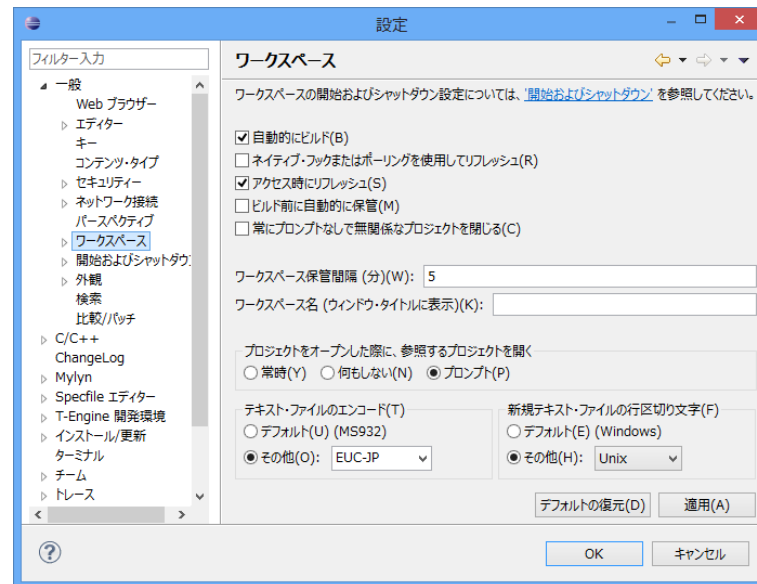 設定
フィルター入力
一般
Web ブラウザー
エディター
キー
コンテンツ・タイプ
セキュリティー
ネットワーク接続
パースペクティブ
ワークスペース
開始およびシャットダウ
外観
検索
比較/パッチ
C/C++
ChangeLog
Mylyn
Specfile エディター
T-Engine 開発環境
インストール/更新
ターミナル
チーム
トレース
ワークスペース
ワークスペースの開始およびシャットダウン設定については、'開始およびシャットダウン' を参照してください。
自動的にビルド(B)
ネイティブ・フックまたはポーリングを使用してリフレッシュ(R)
アクセス時にリフレッシュ(S)
ビルド前に自動的に保管(M)
常にプロンプトなしで無関係なプロジェクトを閉じる(C)
ワークスペース保管間隔 (分)(W): 5
ワークスペース名 (ウィンドウ・タイトルに表示)(K):
プロジェクトをオープンした際に、参照するプロジェクトを開く
常時(Y) 何もしない(N) プロンプト(P)
テキスト・ファイルのエンコード(T)
デフォルト(U) (MS932)
その他(O): EUC-JP
新規テキスト・ファイルの行区切り文字(F)
デフォルト(E) (Windows)
その他(H): Unix
デフォルトの復元(D) 適用(A)
OK キャンセル